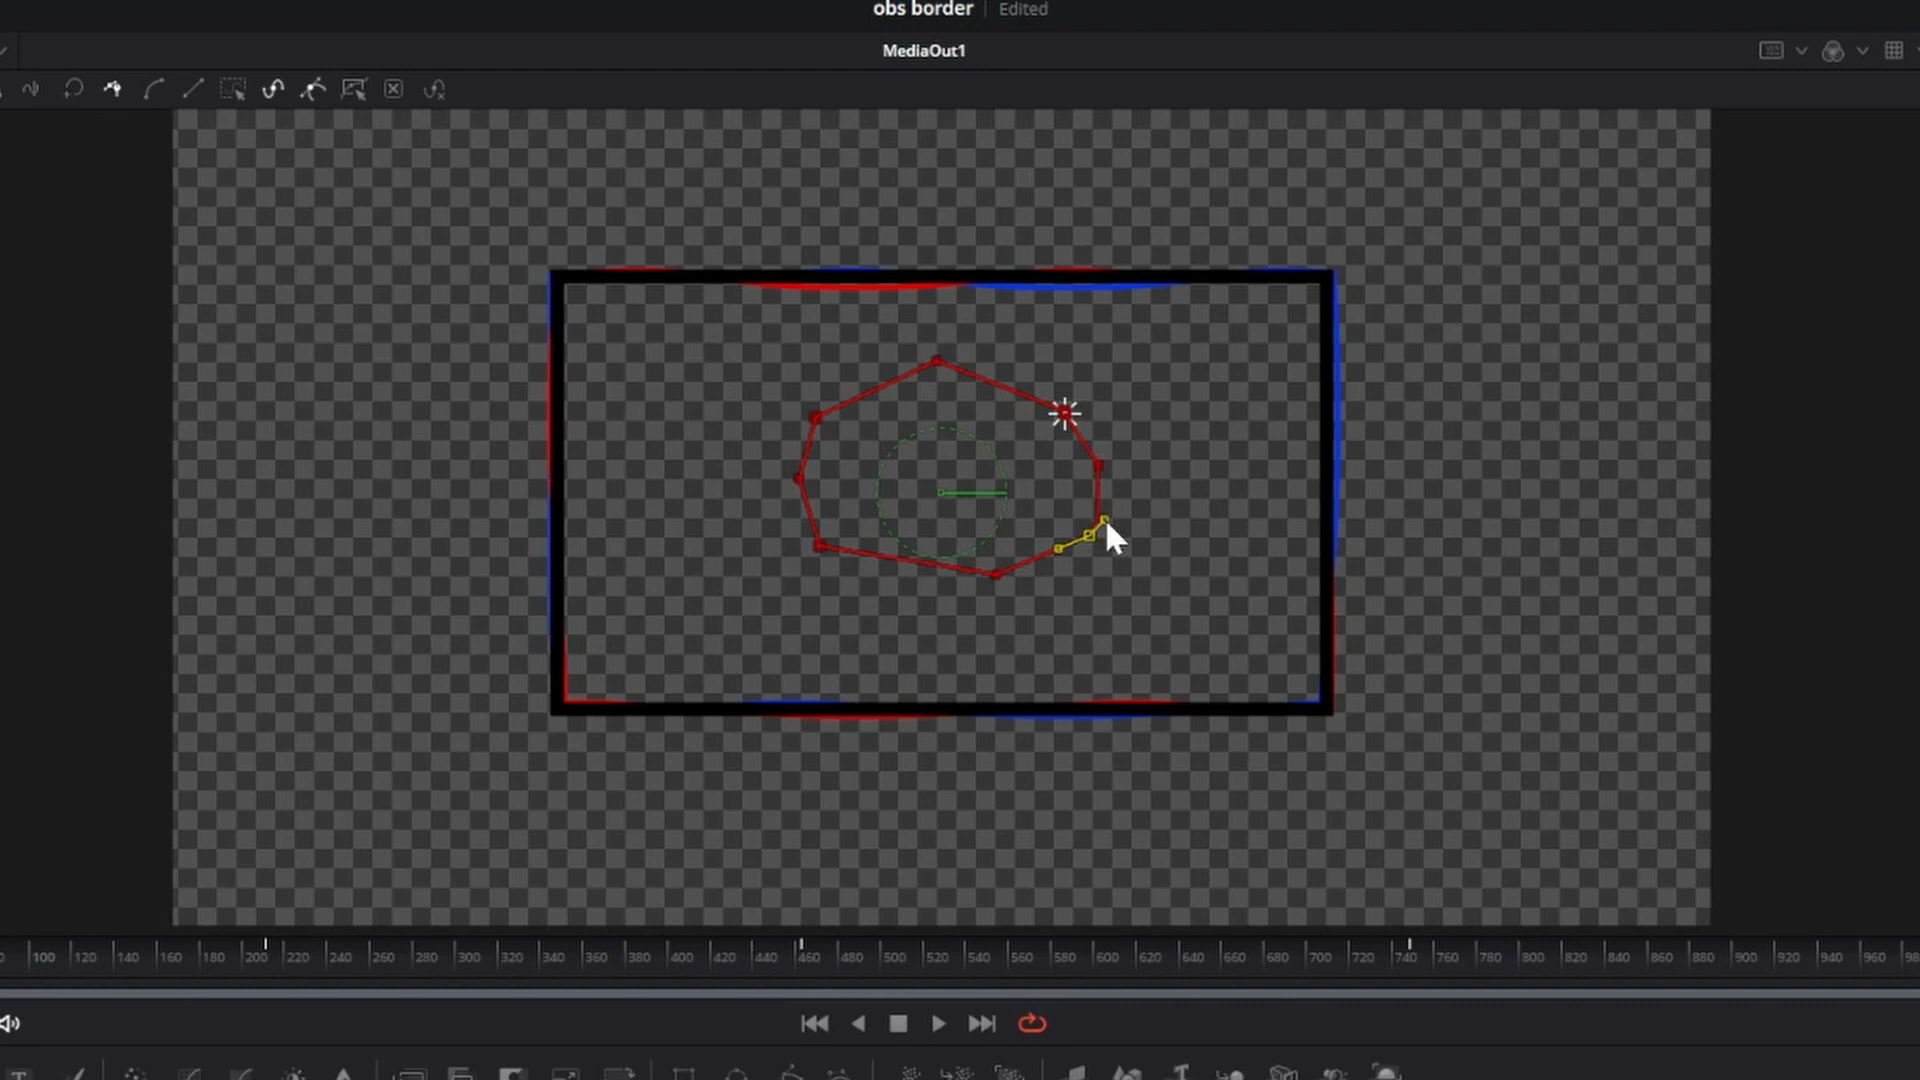 obs border Edited
MediaOut1
100 120 140 160 180 200 220 240 260 280 300 320 340 360 380 400 420 440 460 480 500 520 540 560 580 600 620 640 660 680 700 720 740 760 780 800 820 840 860 880 900 920 940 960